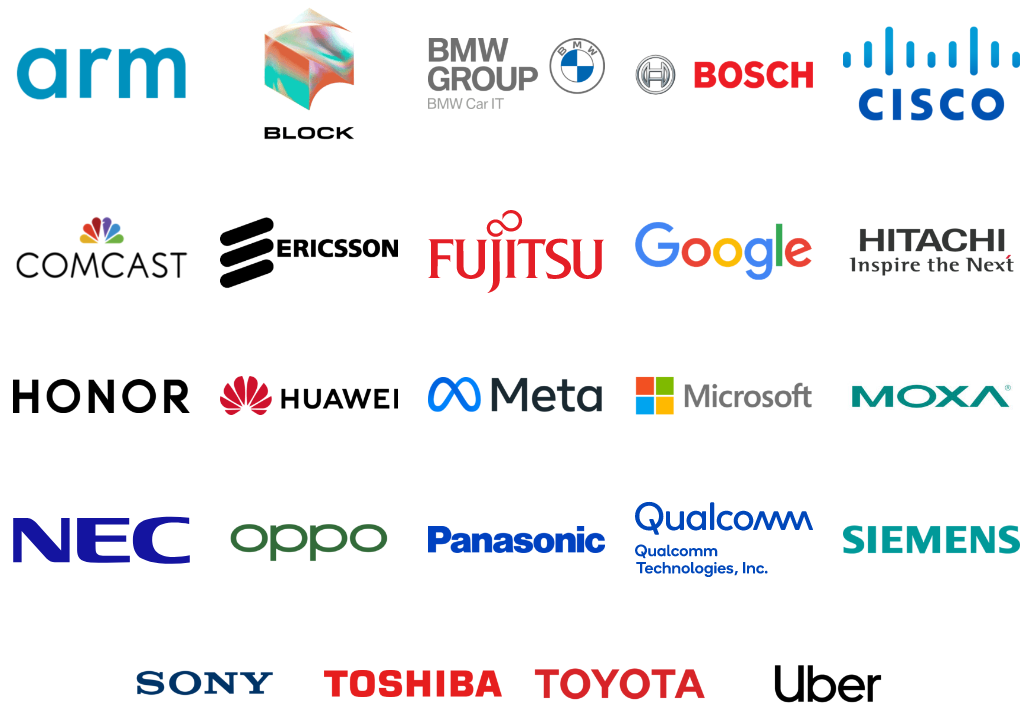 arm
BLOCK
BMW
GROUP
BMW Car IT
BMW
BOSCH
CISCO
COMCAST
ERICSSON
FUJITSU
Google
HITACHI
Inspire the Next
HONOR
HUAWEI
Meta
Microsoft
MOXA®
NEC
oppo
Panasonic
Qualcomm
Qualcomm
Technologies, Inc.
SIEMENS
SONY
TOSHIBA
TOYOTA
Uber